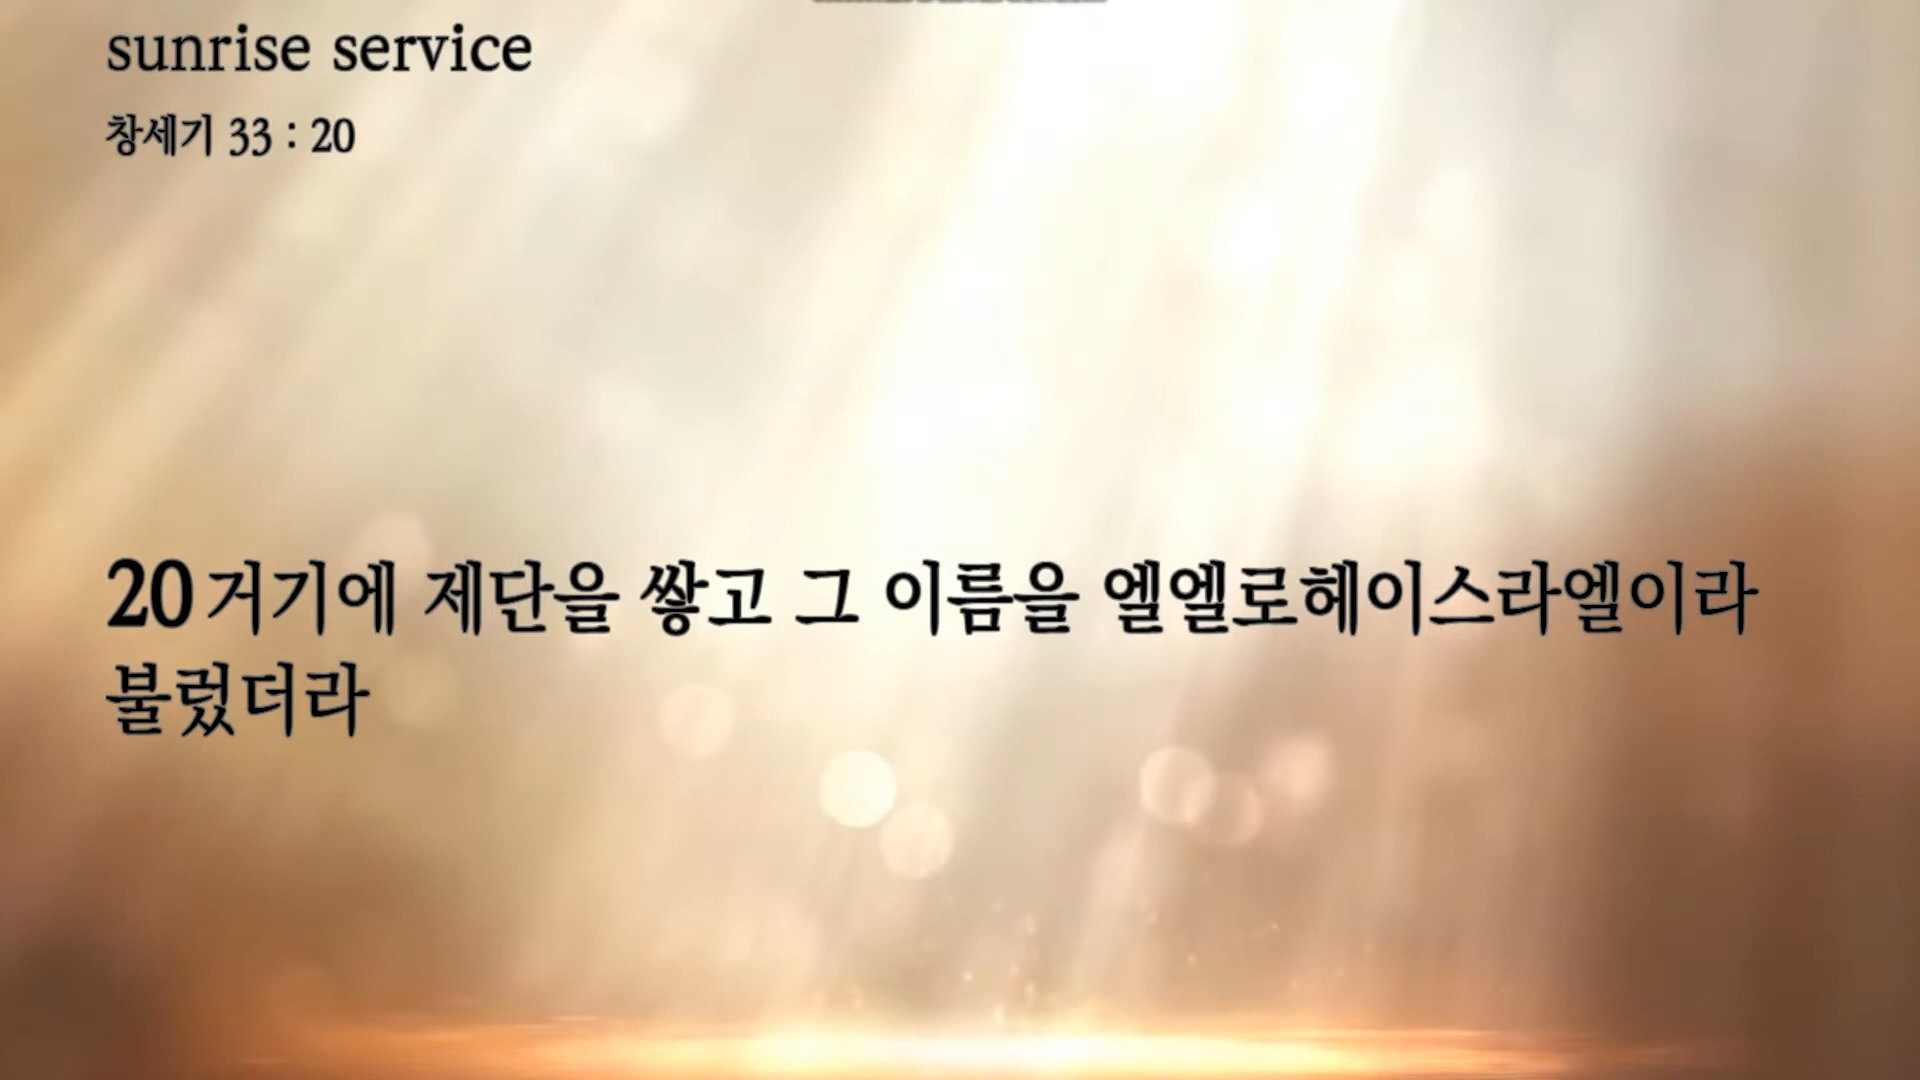 sunrise service
창세기 33 : 20
20 거기에 제단을 쌓고 그 이름을 엘엘로헤이스라엘이라
불렀더라